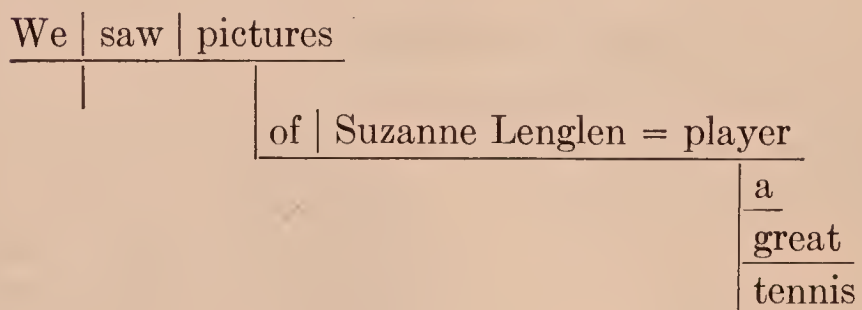 We | saw | pictures
of | Suzanne Lenglen = player
a
great
tennis